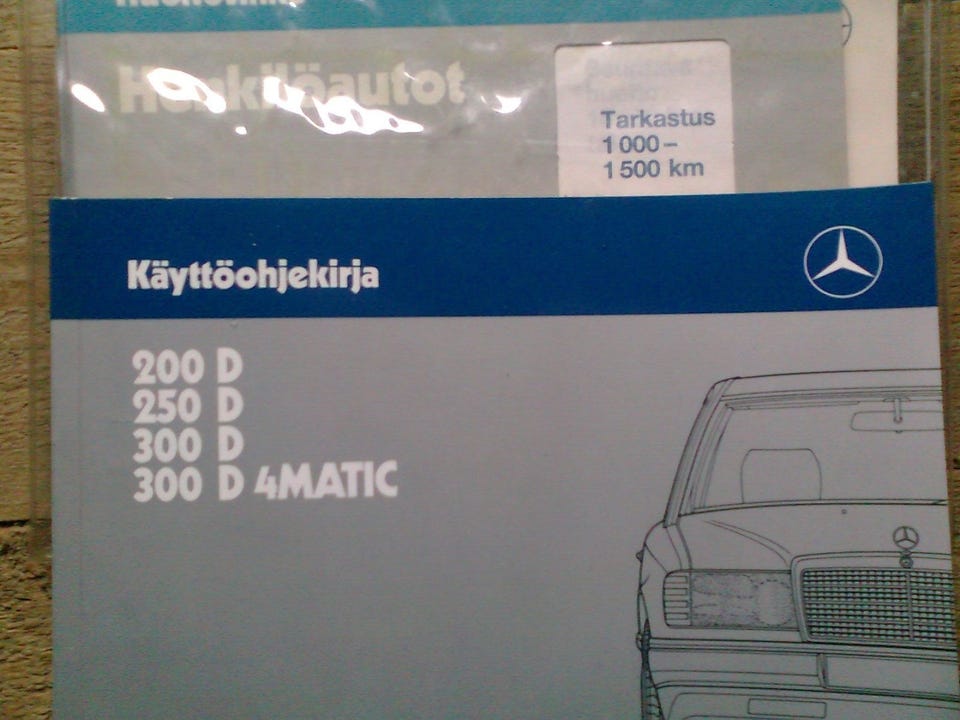 Henkilöautot
Tarkastus
1 000 –
1 500 km
Käyttöohjekirja
200 D
250 D
300 D
300 D 4MATIC